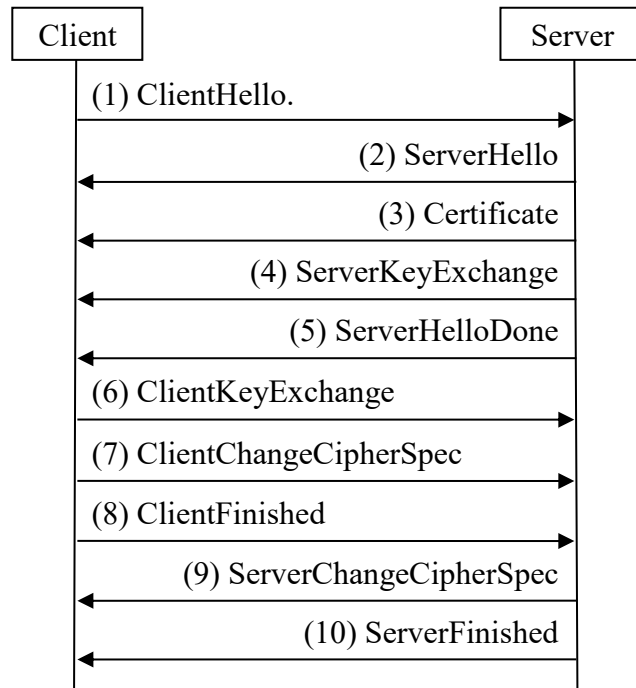 Client
Server
(1) ClientHello.
(2) ServerHello
(3) Certificate
(4) ServerKeyExchange
(5) ServerHelloDone
(6) ClientKeyExchange
(7) ClientChangeCipherSpec
(8) ClientFinished
(9) ServerChangeCipherSpec
(10) ServerFinished